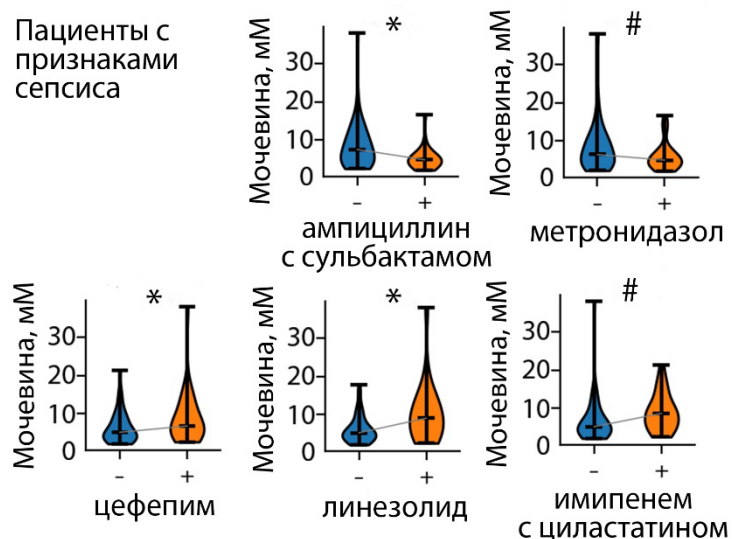 Пациенты с
признаками
сепсиса
*
Мочевина, мМ
30
20
10
0
- +
ампициллин
с сульбактамом
#
Мочевина, мМ
30
20
10
0
- +
метронидазол
*
Мочевина, мМ
30
20
10
0
- +
цефепим
*
Мочевина, мМ
30
20
10
0
- +
линезолид
#
Мочевина, мМ
30
20
10
0
- +
имипенем
с циластатином